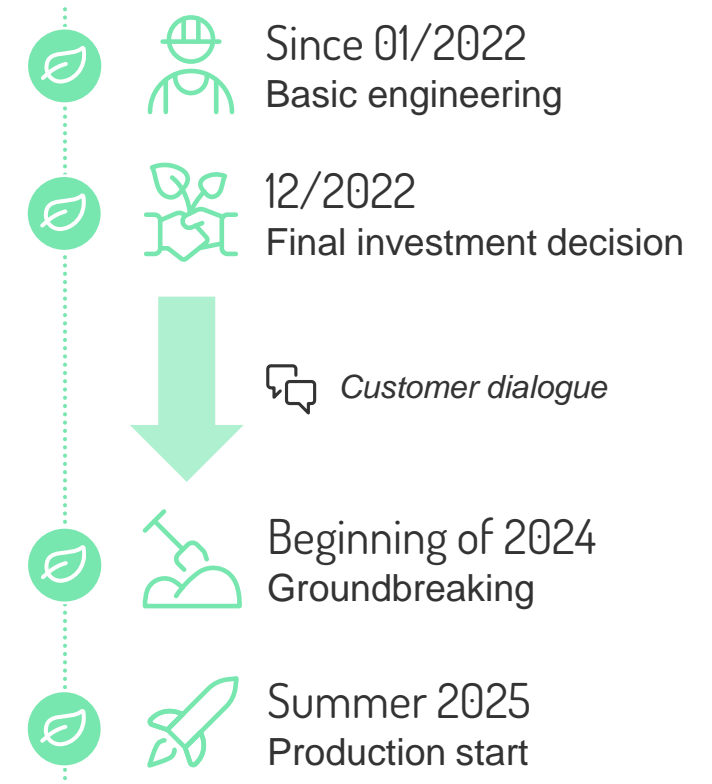 Since 01/2022
Basic engineering
12/2022
Final investment decision
Customer dialogue
Beginning of 2024
Groundbreaking
Summer 2025
Production start